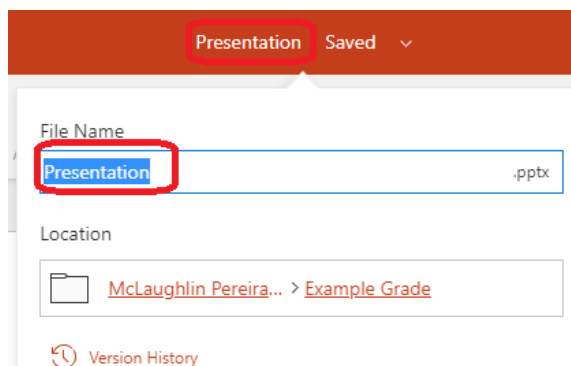 Presentation Saved
File Name
Presentation .pptx
Location
McLaughlin Pereira... > Example Grade
Version History